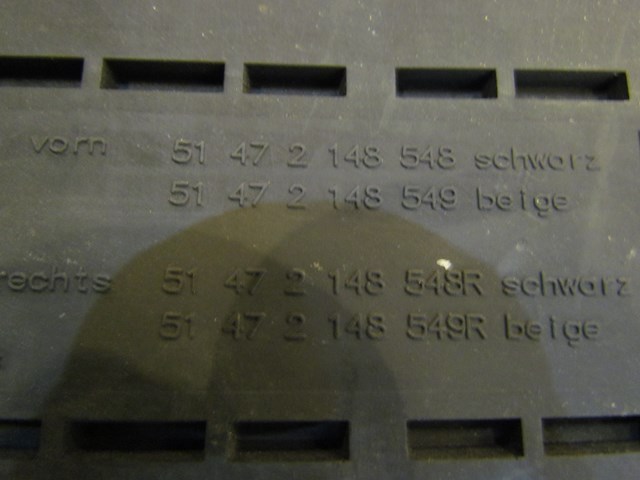 vorn 51 47 2 148 548 schwarz
51 47 2 148 549 beige
rechts 51 47 2 148 548R schwarz
51 47 2 148 549R beige